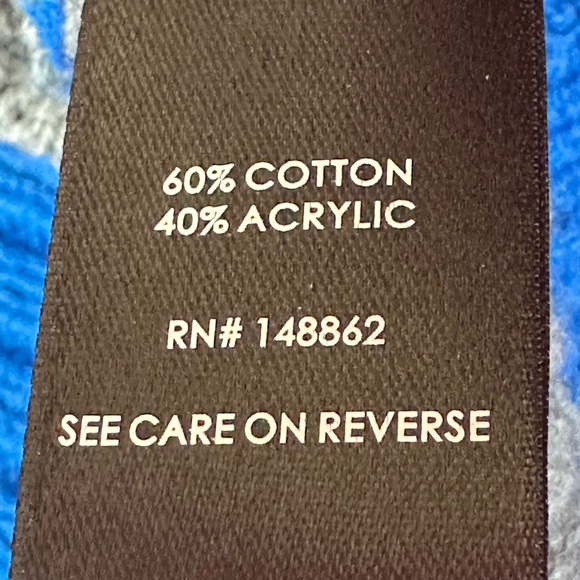 60% COTTON
40% ACRYLIC
RN# 148862
SEE CARE ON REVERSE